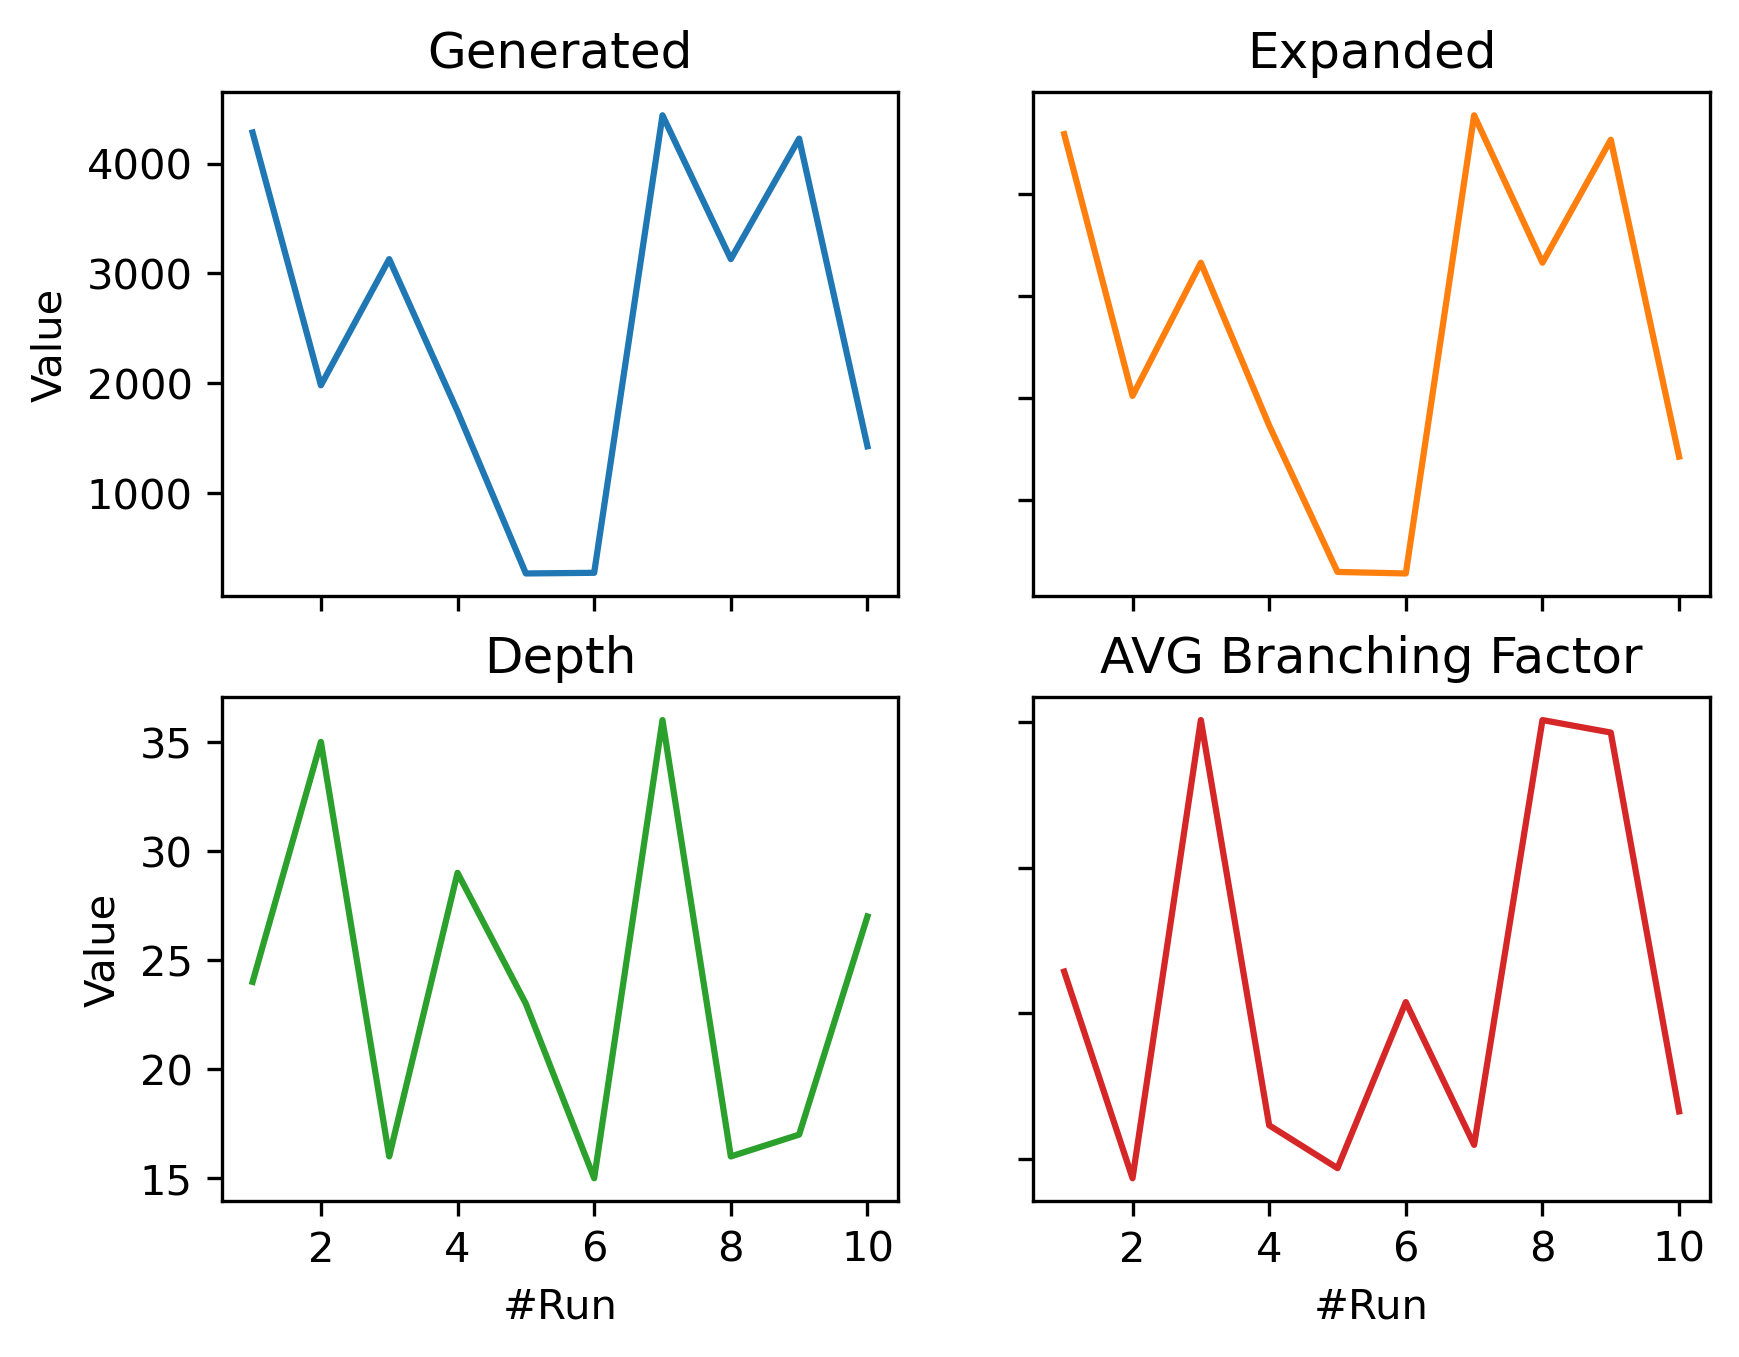 Generated
Expanded
4000
3000
2000
1000
Value
Depth
AVG Branching Factor
35
30
25
20
15
Value
2 4 6 8 10
2 4 6 8 10
#Run
#Run